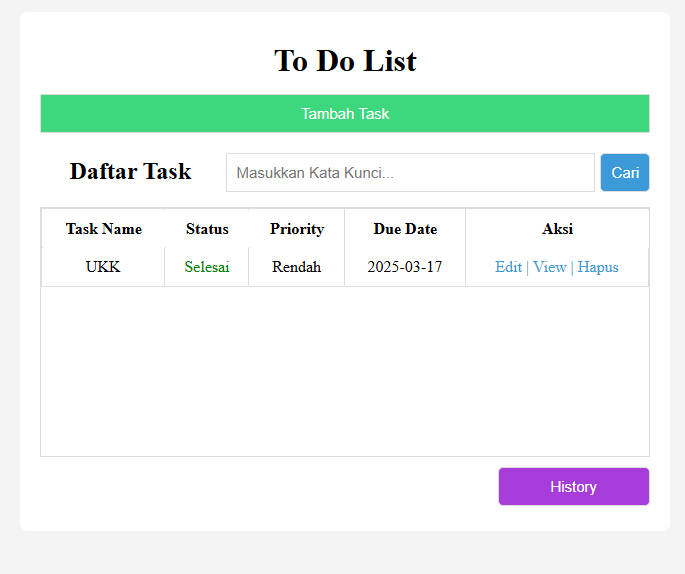 To Do List
Tambah Task
Daftar Task Masukkan Kata Kunci... Cari
Task Name Status Priority Due Date Aksi
UKK Selesai Rendah 2025-03-17 Edit | View | Hapus
History